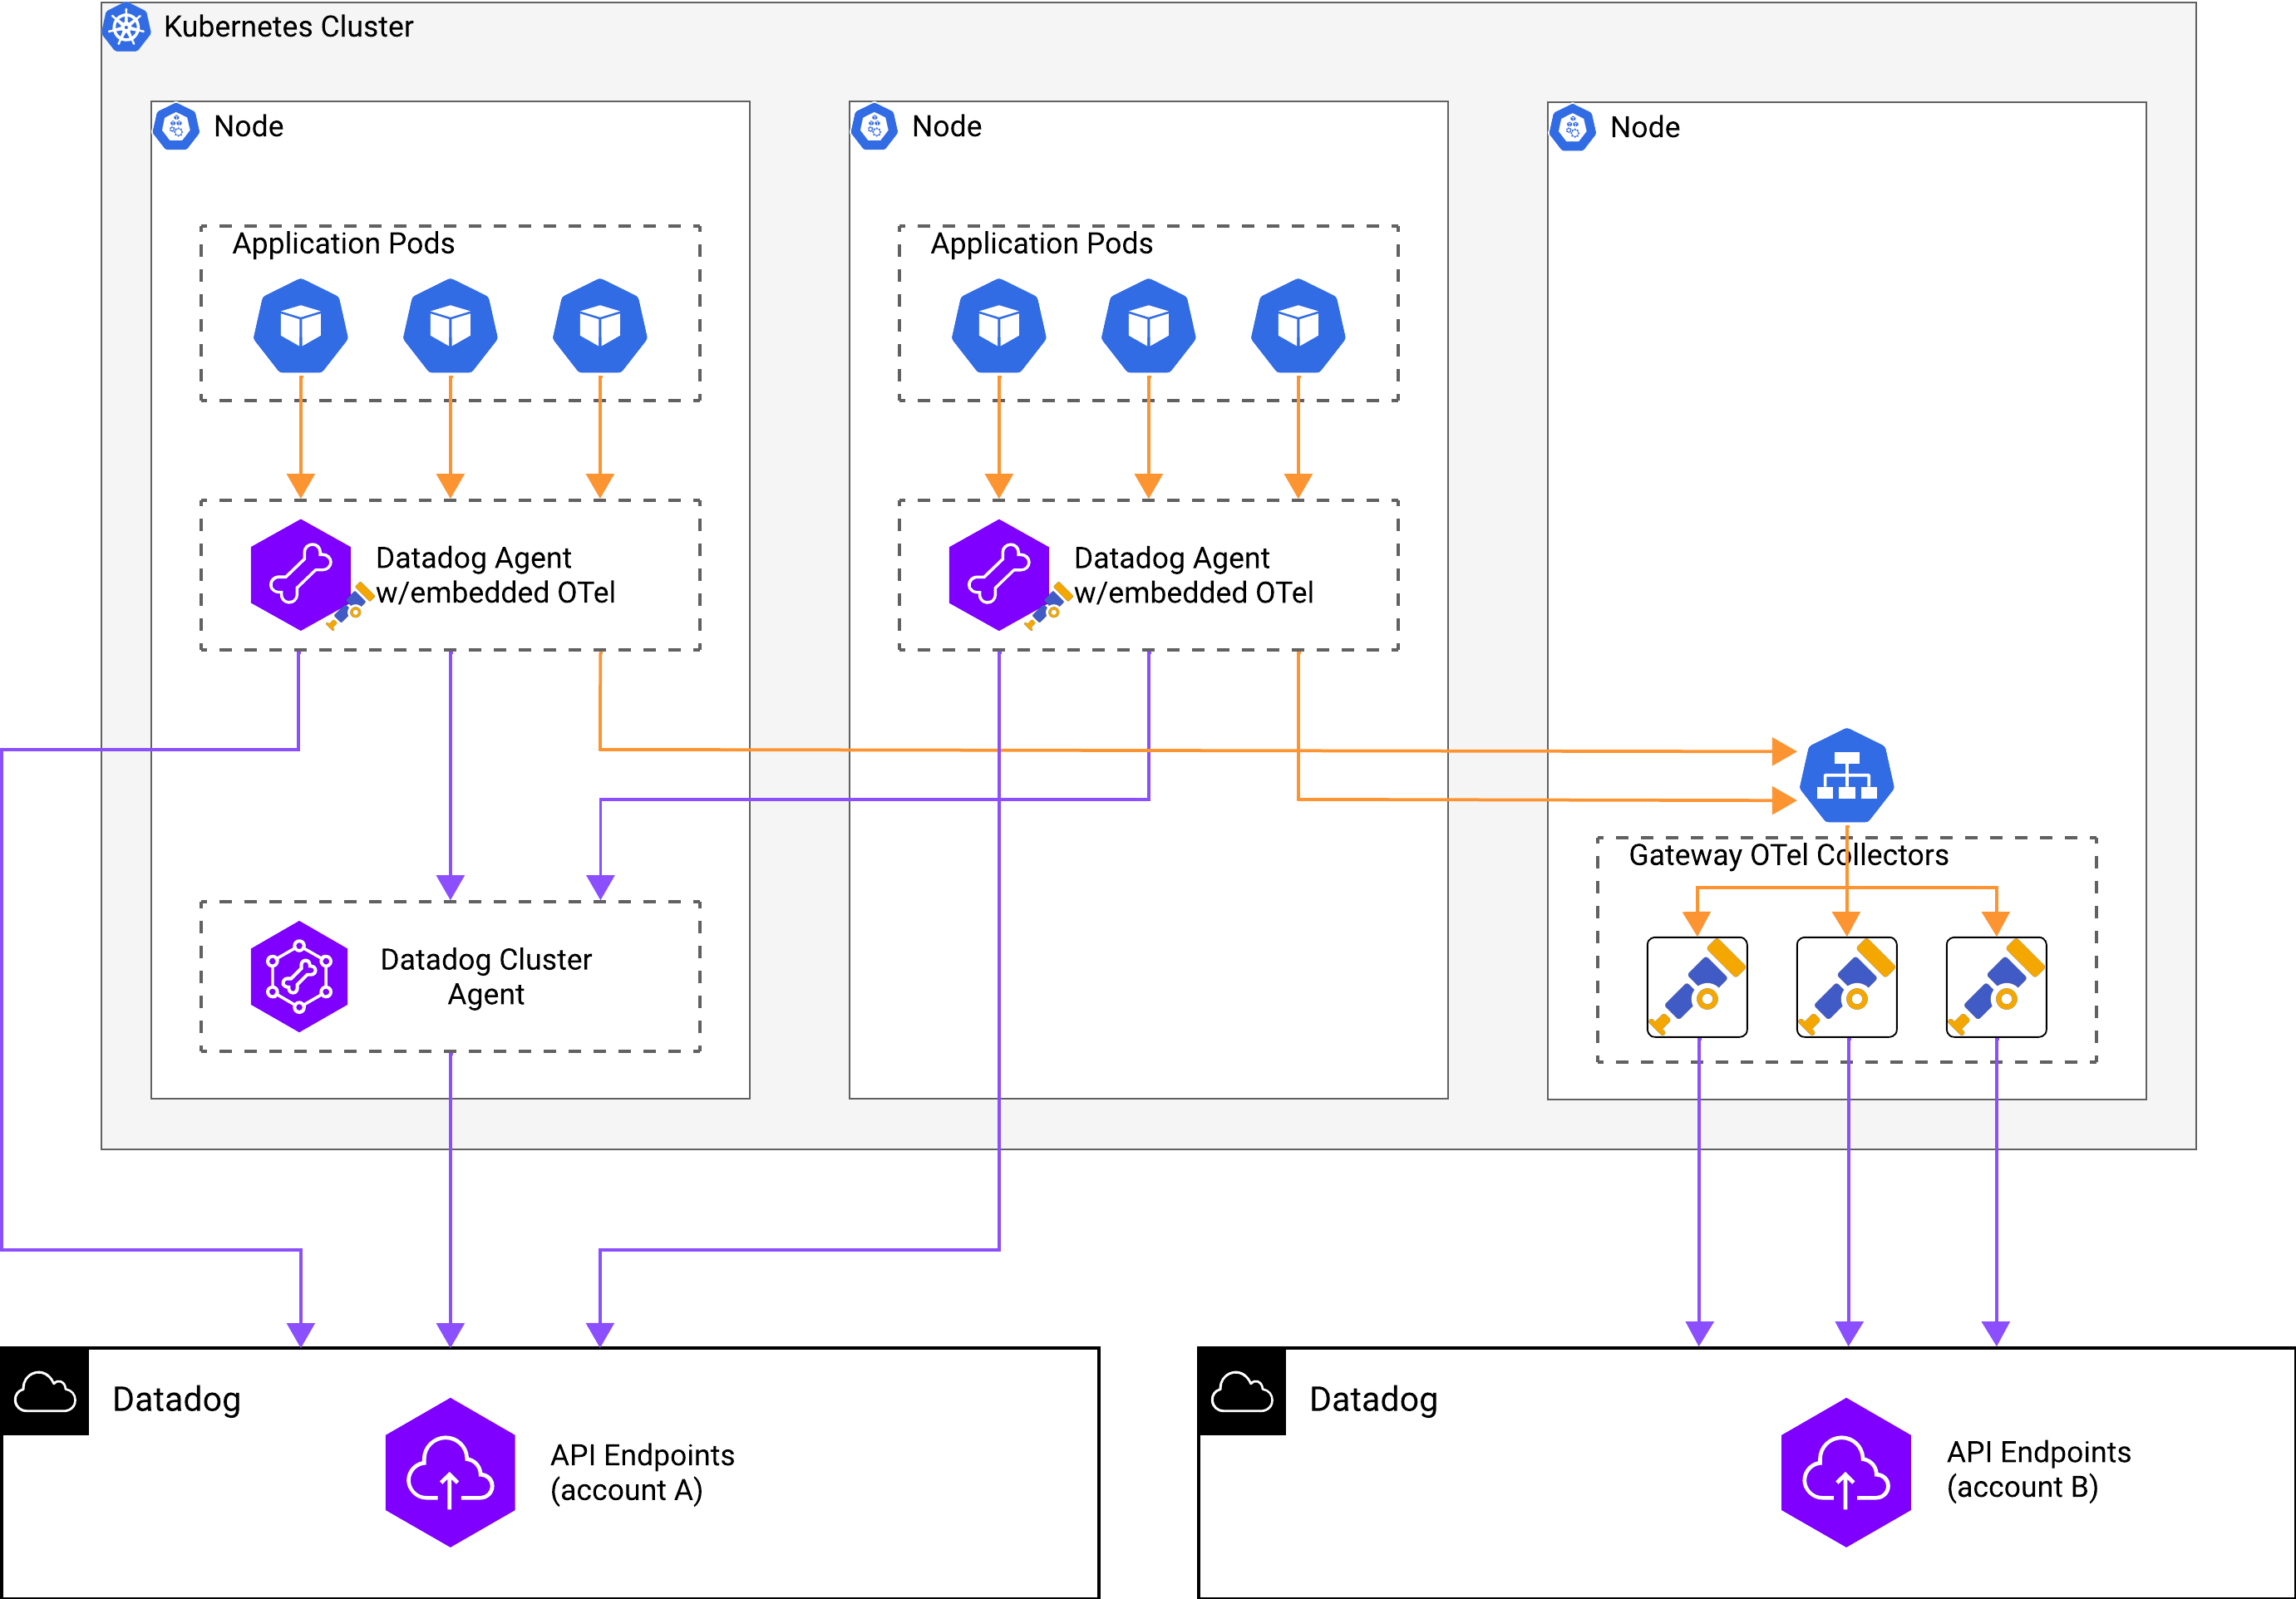 Kubernetes Cluster
Node
Node
Node
Application Pods
Application Pods
Datadog Agent
w/embedded OTel
Datadog Agent
w/embedded OTel
Gateway OTel Collectors
Datadog Cluster
Agent
Datadog
API Endpoints
(account A)
Datadog
API Endpoints
(account B)